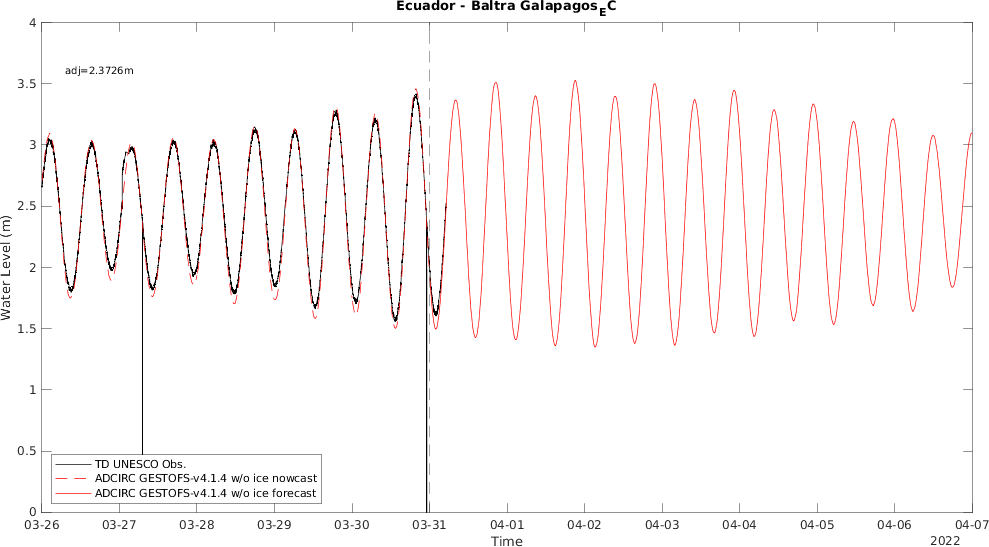 Ecuador - Baltra Galapagos_EC
adj=2.3726m
Water Level (m)
4
3.5
3
2.5
2
1.5
1
0.5
0
TD UNESCO Obs.
ADCIRC GESTOFS-v4.1.4 w/o ice nowcast
ADCIRC GESTOFS-v4.1.4 w/o ice forecast
03-26 03-27 03-28 03-29 03-30 03-31 04-01 04-02 04-03 04-04 04-05 04-06 04-07
Time
2022